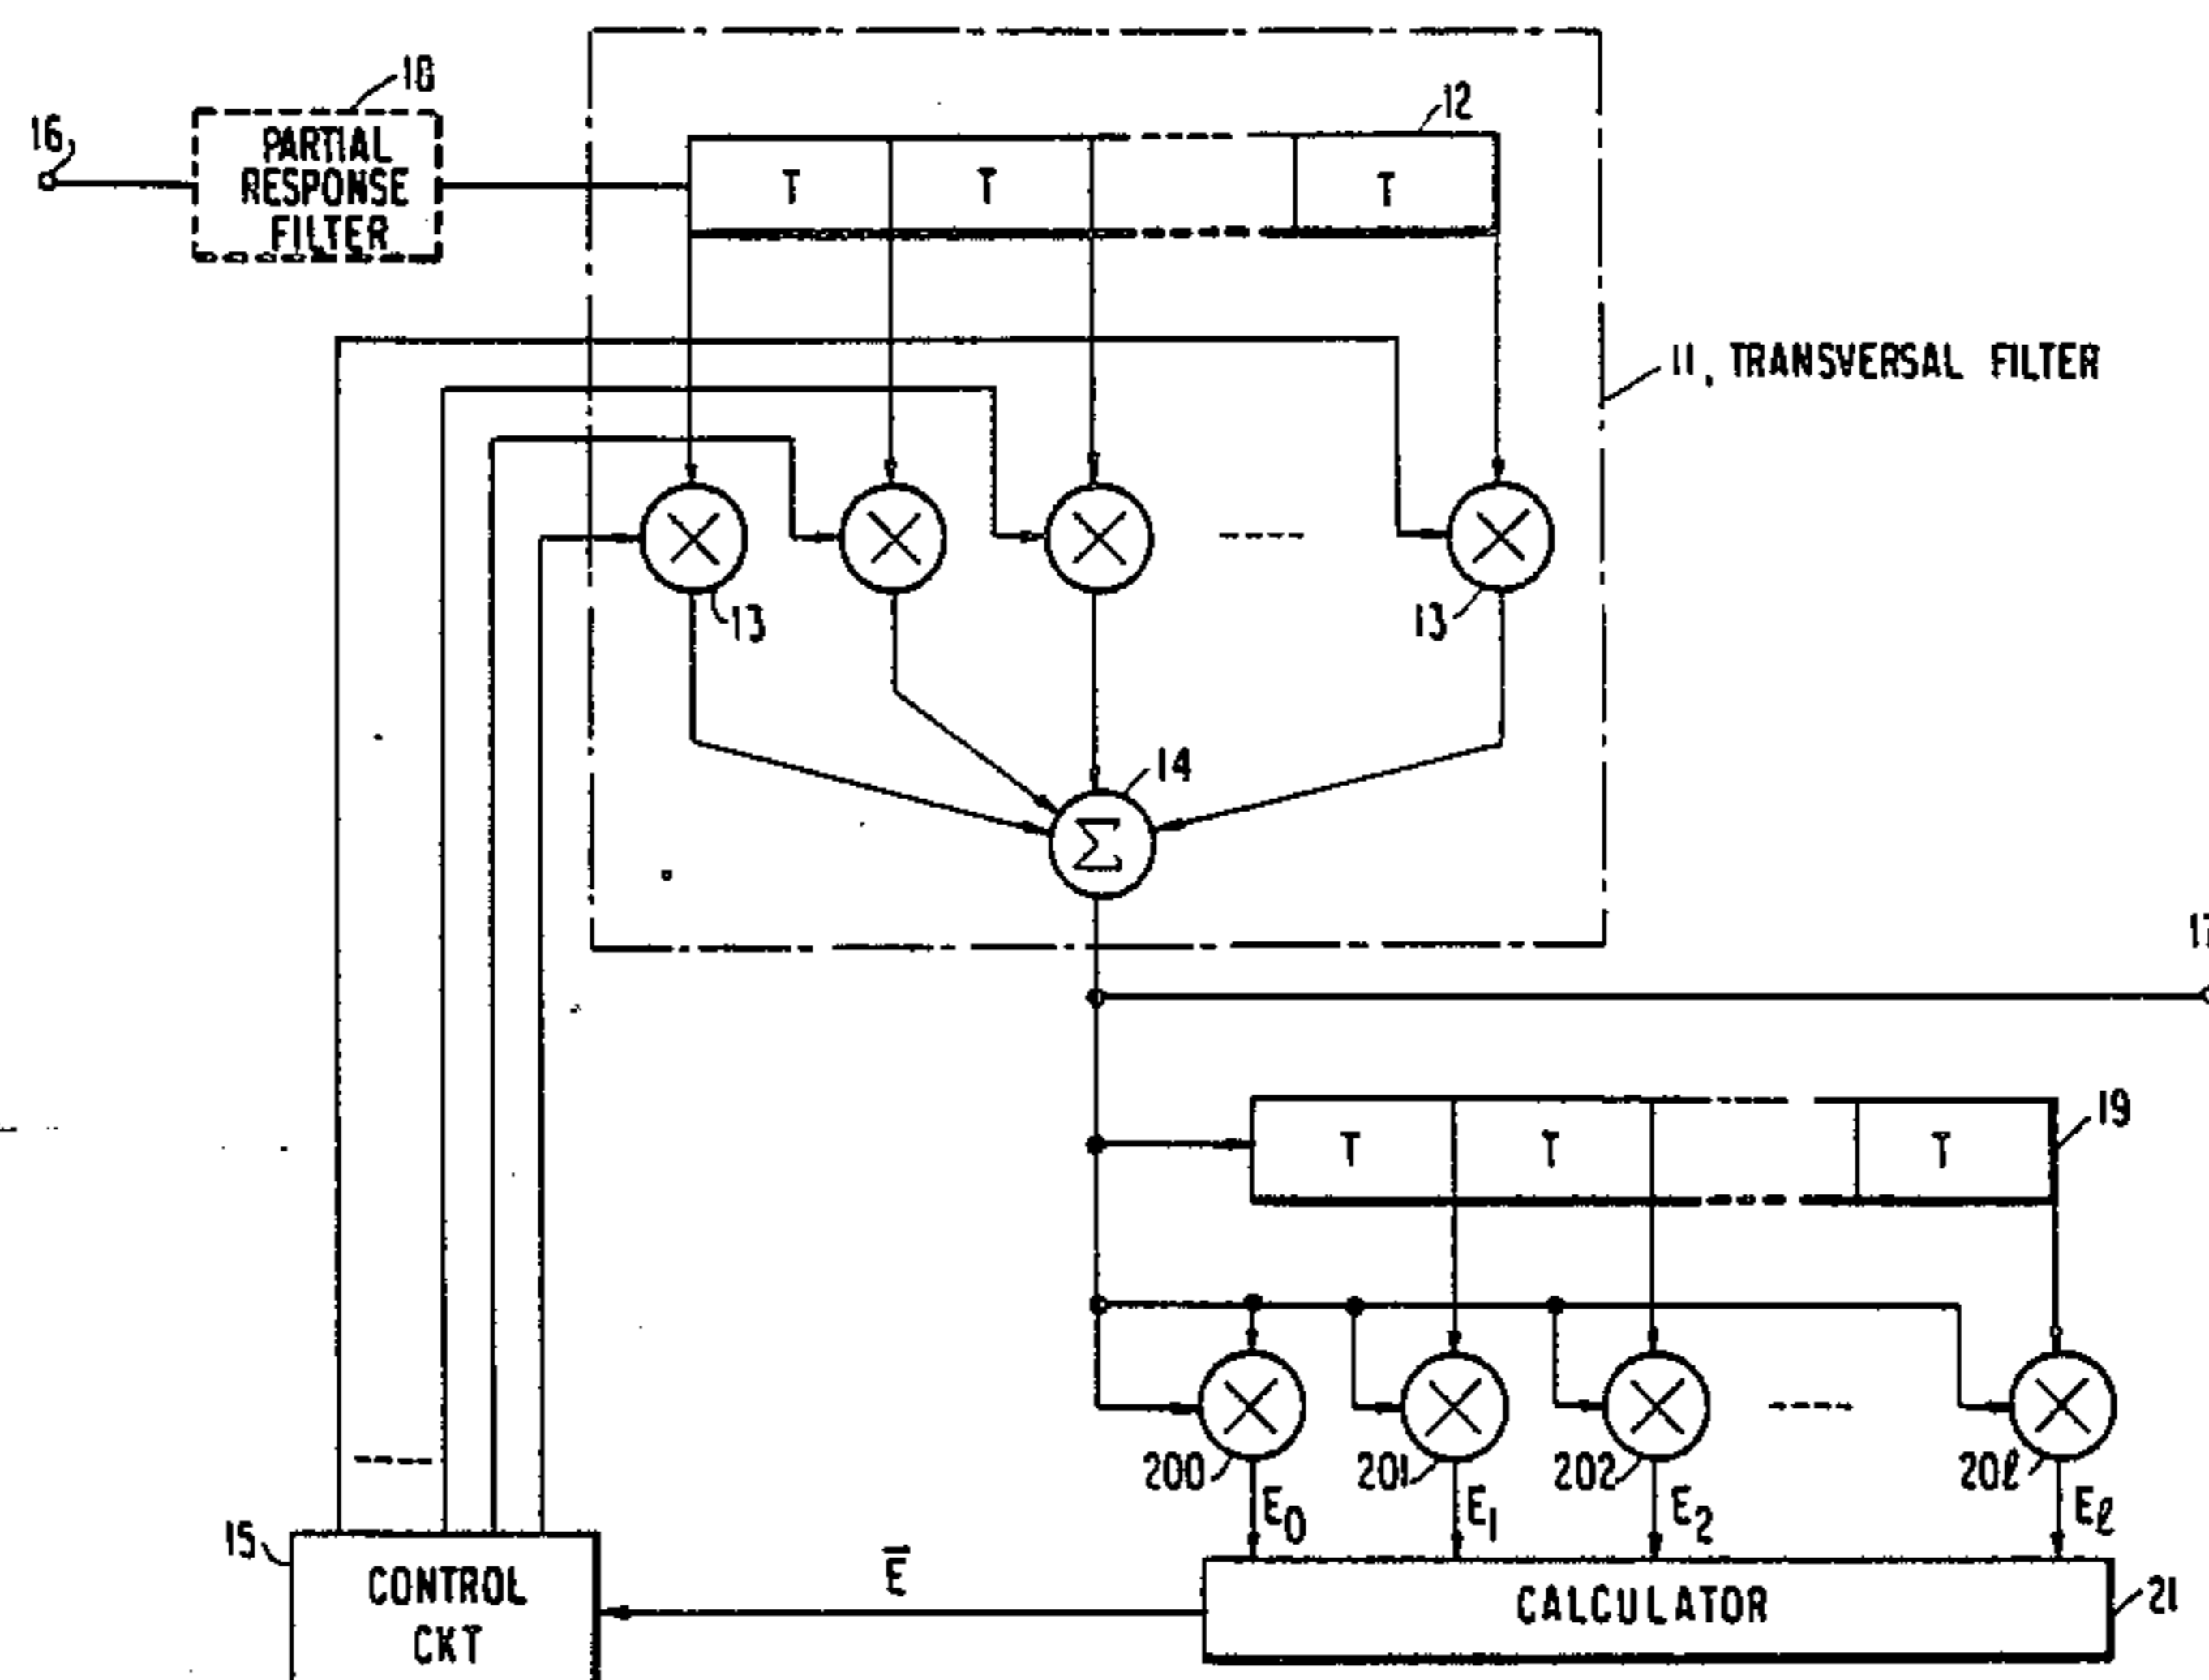 18
16
PARTIAL
RESPONSE
FILTER
12
T T T
11, TRANSVERSAL FILTER
13 13
14
Σ
17
19
T T T
200 201 202 20ℓ
E0 E1 E2 Eℓ
15
CONTROL
CKT
E̅
CALCULATOR
21